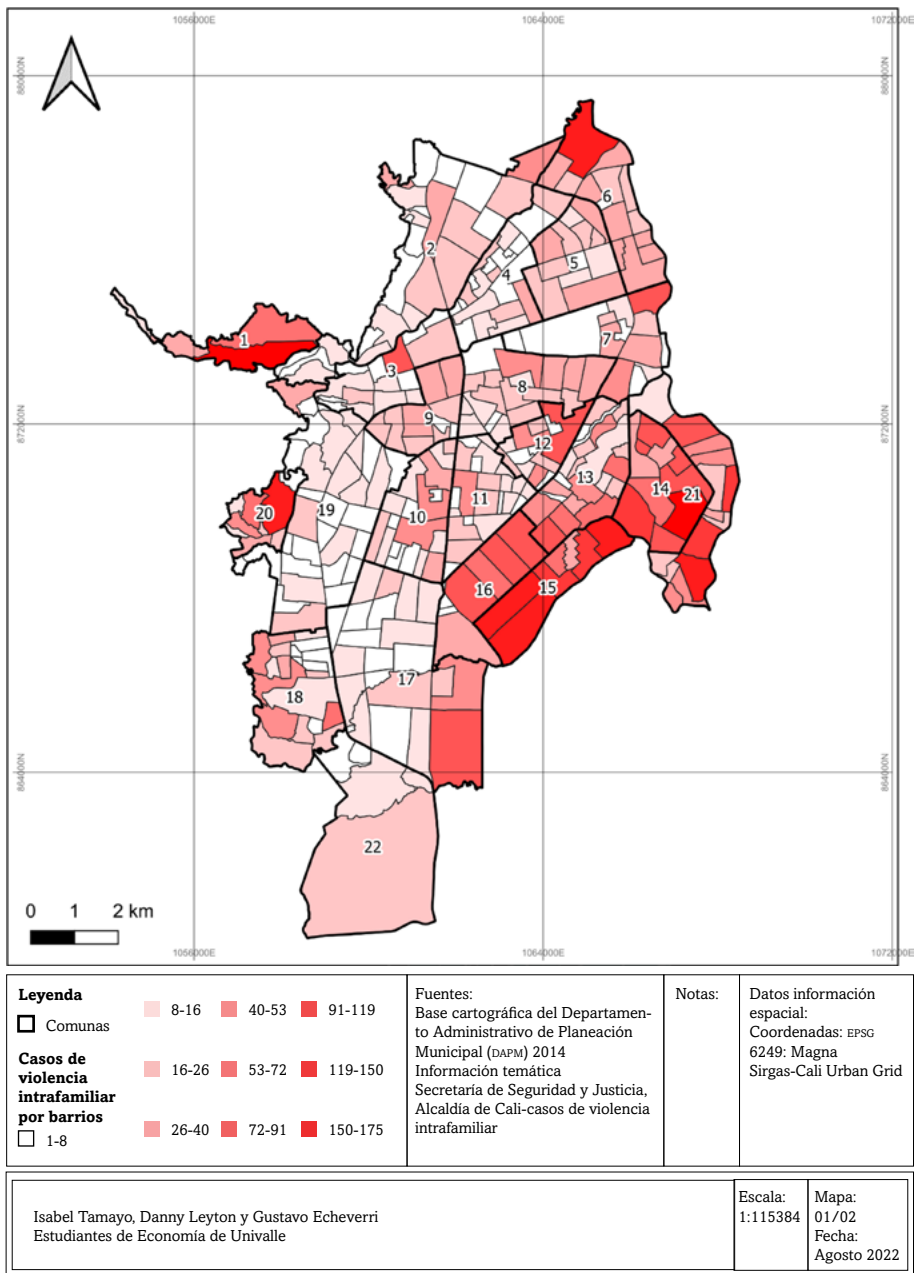 1056000E
1064000E
1072000E
880000N
880000N
6
2
5
4
1
7
3
8
872000N
872000N
9
12
13
14
21
11
20
19
10
16
15
17
18
864000N
864000N
22
0 1 2 km
1056000E
1064000E
1072000E
Leyenda
Comunas
Casos de
violencia
intrafamiliar
por barrios
1-8
8-16
16-26
26-40
40-53
53-72
72-91
91-119
119-150
150-175
Fuentes:
Base cartográfica del Departamen-
to Administrativo de Planeación
Municipal (DAPM) 2014
Información temática
Secretaría de Seguridad y Justicia,
Alcaldía de Cali-casos de violencia
intrafamiliar
Notas:
Datos información
espacial:
Coordenadas: EPSG
6249: Magna
Sirgas-Cali Urban Grid
Isabel Tamayo, Danny Leyton y Gustavo Echeverri
Estudiantes de Economía de Univalle
Escala:
1:115384
Mapa:
01/02
Fecha:
Agosto 2022